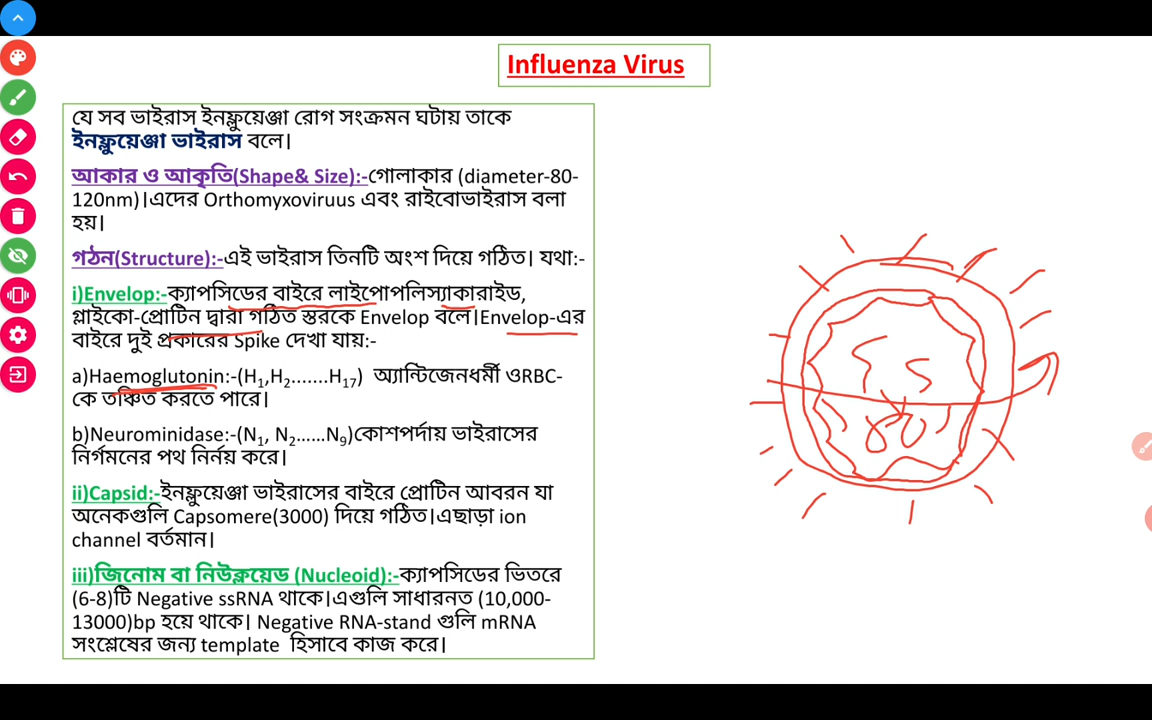 Influenza Virus
যে সব ভাইরাস ইনফ্লুয়েঞ্জা রোগ সংক্রমন ঘটায় তাকে
ইনফ্লুয়েঞ্জা ভাইরাস বলে।
আকার ও আকৃতি(Shape& Size):-গোলাকার (diameter-80-
120nm)।এদের Orthomyxoviruus এবং রাইবোভাইরাস বলা
হয়।
গঠন(Structure):-এই ভাইরাস তিনটি অংশ দিয়ে গঠিত। যথা:-
i)Envelop:-ক্যাপসিডের বাইরে লাইপোপলিস্যাকারাইড,
গ্লাইকো-প্রোটিন দ্বারা গঠিত স্তরকে Envelop বলে।Envelop-এর
বাইরে দুই প্রকারের Spike দেখা যায়:-
a)Haemoglutonin:-(H₁,H₂.......H₁₇) অ্যান্টিজেনধর্মী ওRBC-
কে তঞ্চিত করতে পারে।
b)Neurominidase:-(N₁, N₂......N₉)কোশপর্দায় ভাইরাসের
নির্গমনের পথ নির্নয় করে।
ii)Capsid:-ইনফ্লুয়েঞ্জা ভাইরাসের বাইরে প্রোটিন আবরন যা
অনেকগুলি Capsomere(3000) দিয়ে গঠিত।এছাড়া ion
channel বর্তমান।
iii)জিনোম বা নিউক্লয়েড (Nucleoid):-ক্যাপসিডের ভিতরে
(6-8)টি Negative ssRNA থাকে।এগুলি সাধারনত (10,000-
13000)bp হয়ে থাকে। Negative RNA-stand গুলি mRNA
সংশ্লেষের জন্য template হিসাবে কাজ করে।